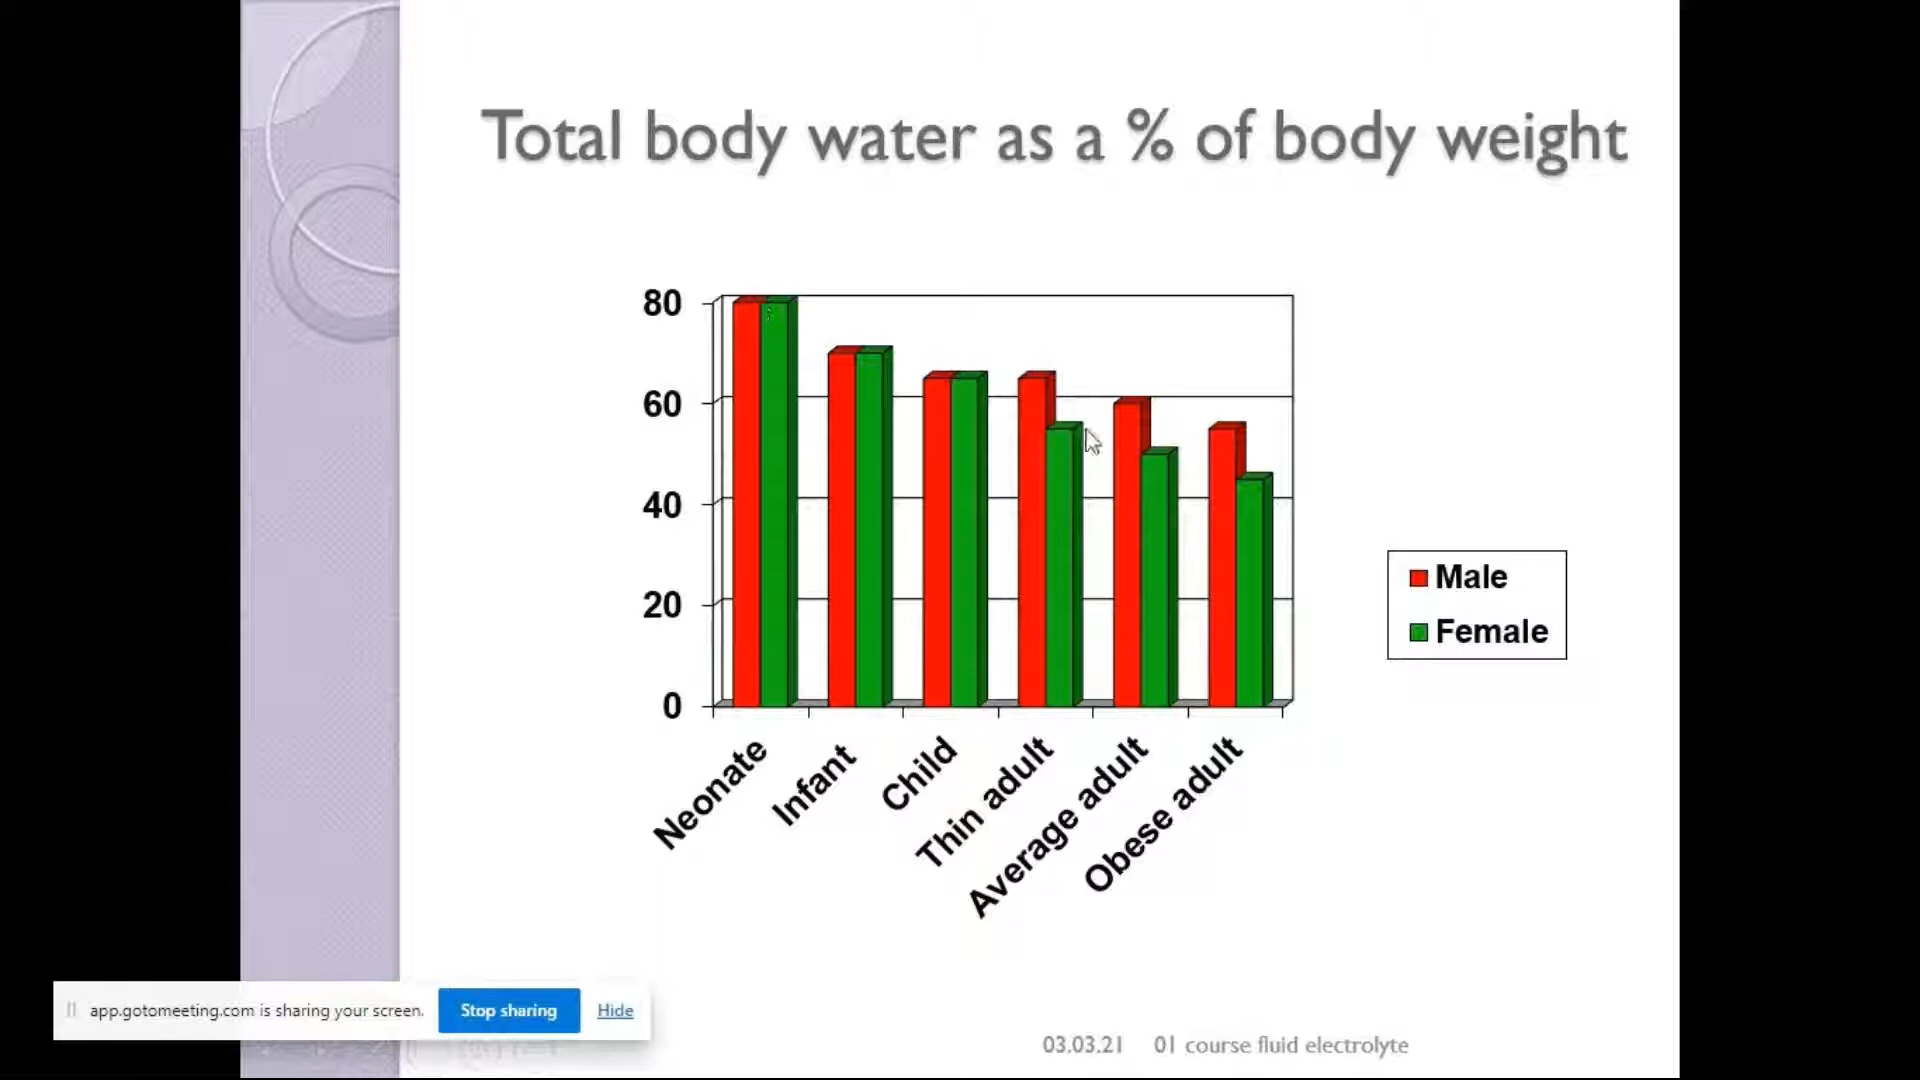 Total body water as a % of body weight
80
60
40
20
0
Neonate
Infant
Child
Thin adult
Average adult
Obese adult
Male
Female
app.gotomeeting.com is sharing your screen. Stop sharing Hide
03.03.21 01 course fluid electrolyte